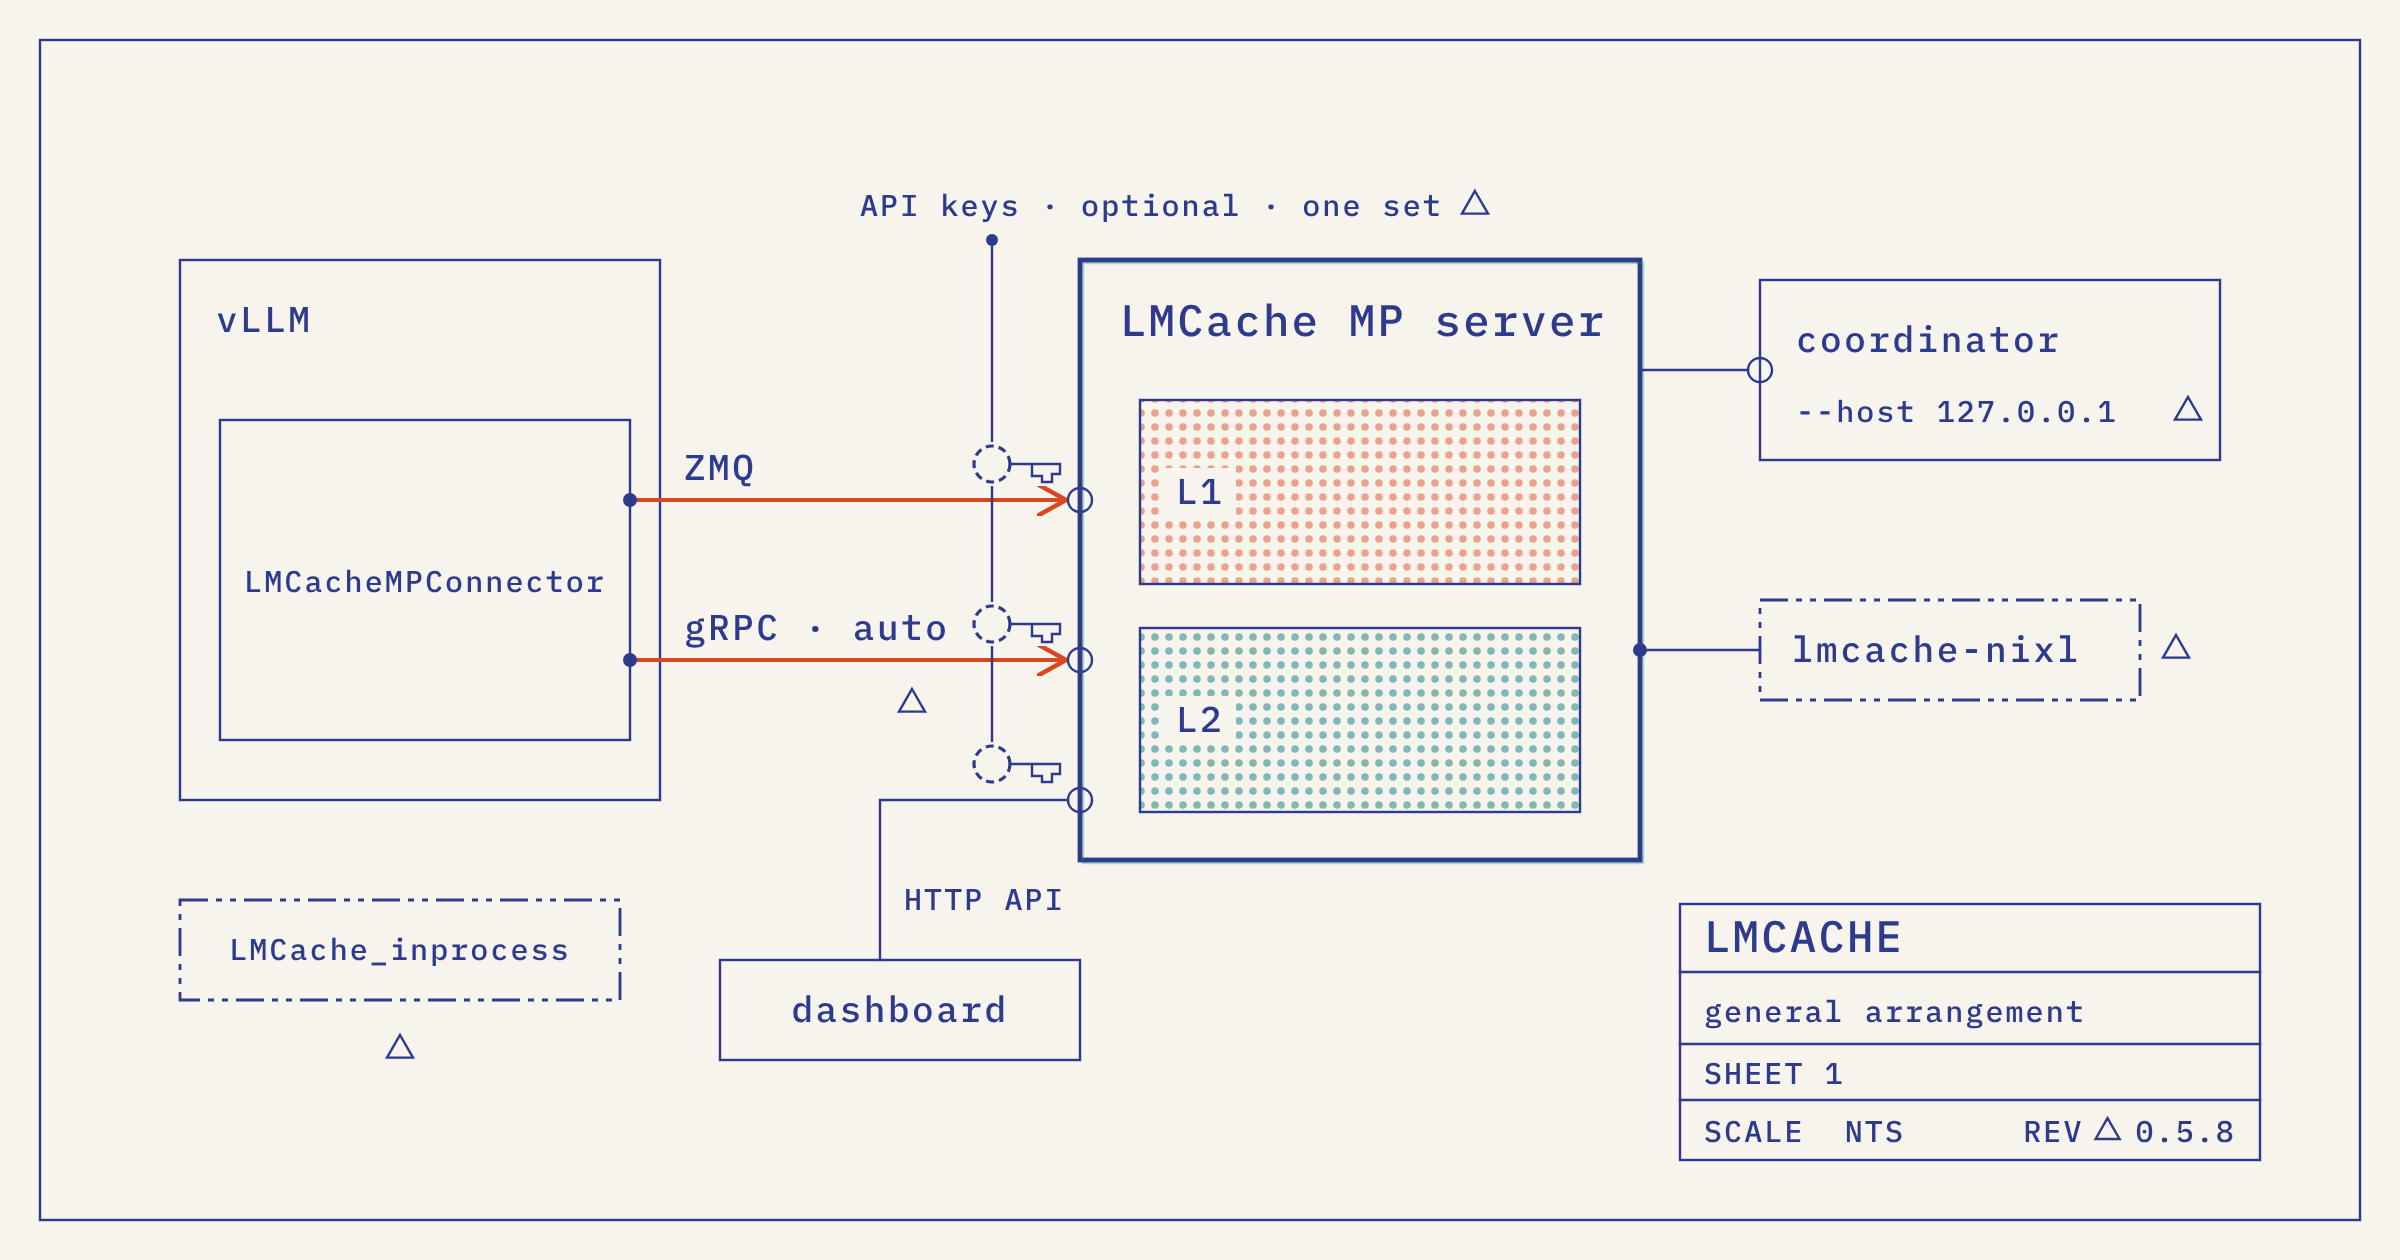 API keys · optional · one set
vLLM
LMCacheMPConnector
ZMQ
gRPC · auto
LMCache MP server
L1
L2
coordinator
--host 127.0.0.1
lmcache-nixl
LMCache_inprocess
HTTP API
dashboard
LMCACHE
general arrangement
SHEET 1
SCALE NTS REV △ 0.5.8